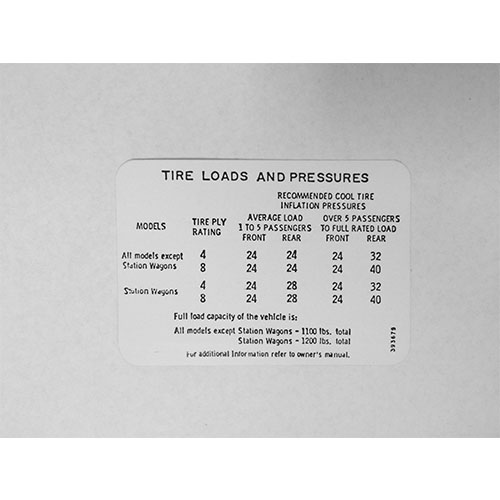 TIRE LOADS AND PRESSURES
RECOMMENDED COOL TIRE
INFLATION PRESSURES
MODELS
TIRE PLY
RATING
AVERAGE LOAD
1 TO 5 PASSENGERS
FRONT REAR
OVER 5 PASSENGERS
TO FULL RATED LOAD
FRONT REAR
All models except 4 24 24 24 32
Station Wagons 8 24 24 24 40
Station Wagons 4 24 28 24 32
8 24 28 24 40
Full load capacity of the vehicle is:
All models except Station Wagons - 1100 lbs. total
Station Wagons - 1200 lbs. total
For additional information refer to owner's manual.
393678